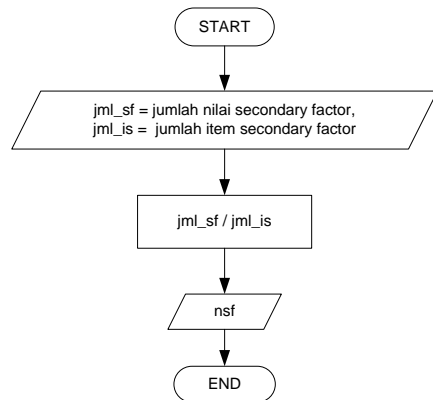 START
jml_sf = jumlah nilai secondary factor,
jml_is = jumlah item secondary factor
jml_sf / jml_is
nsf
END